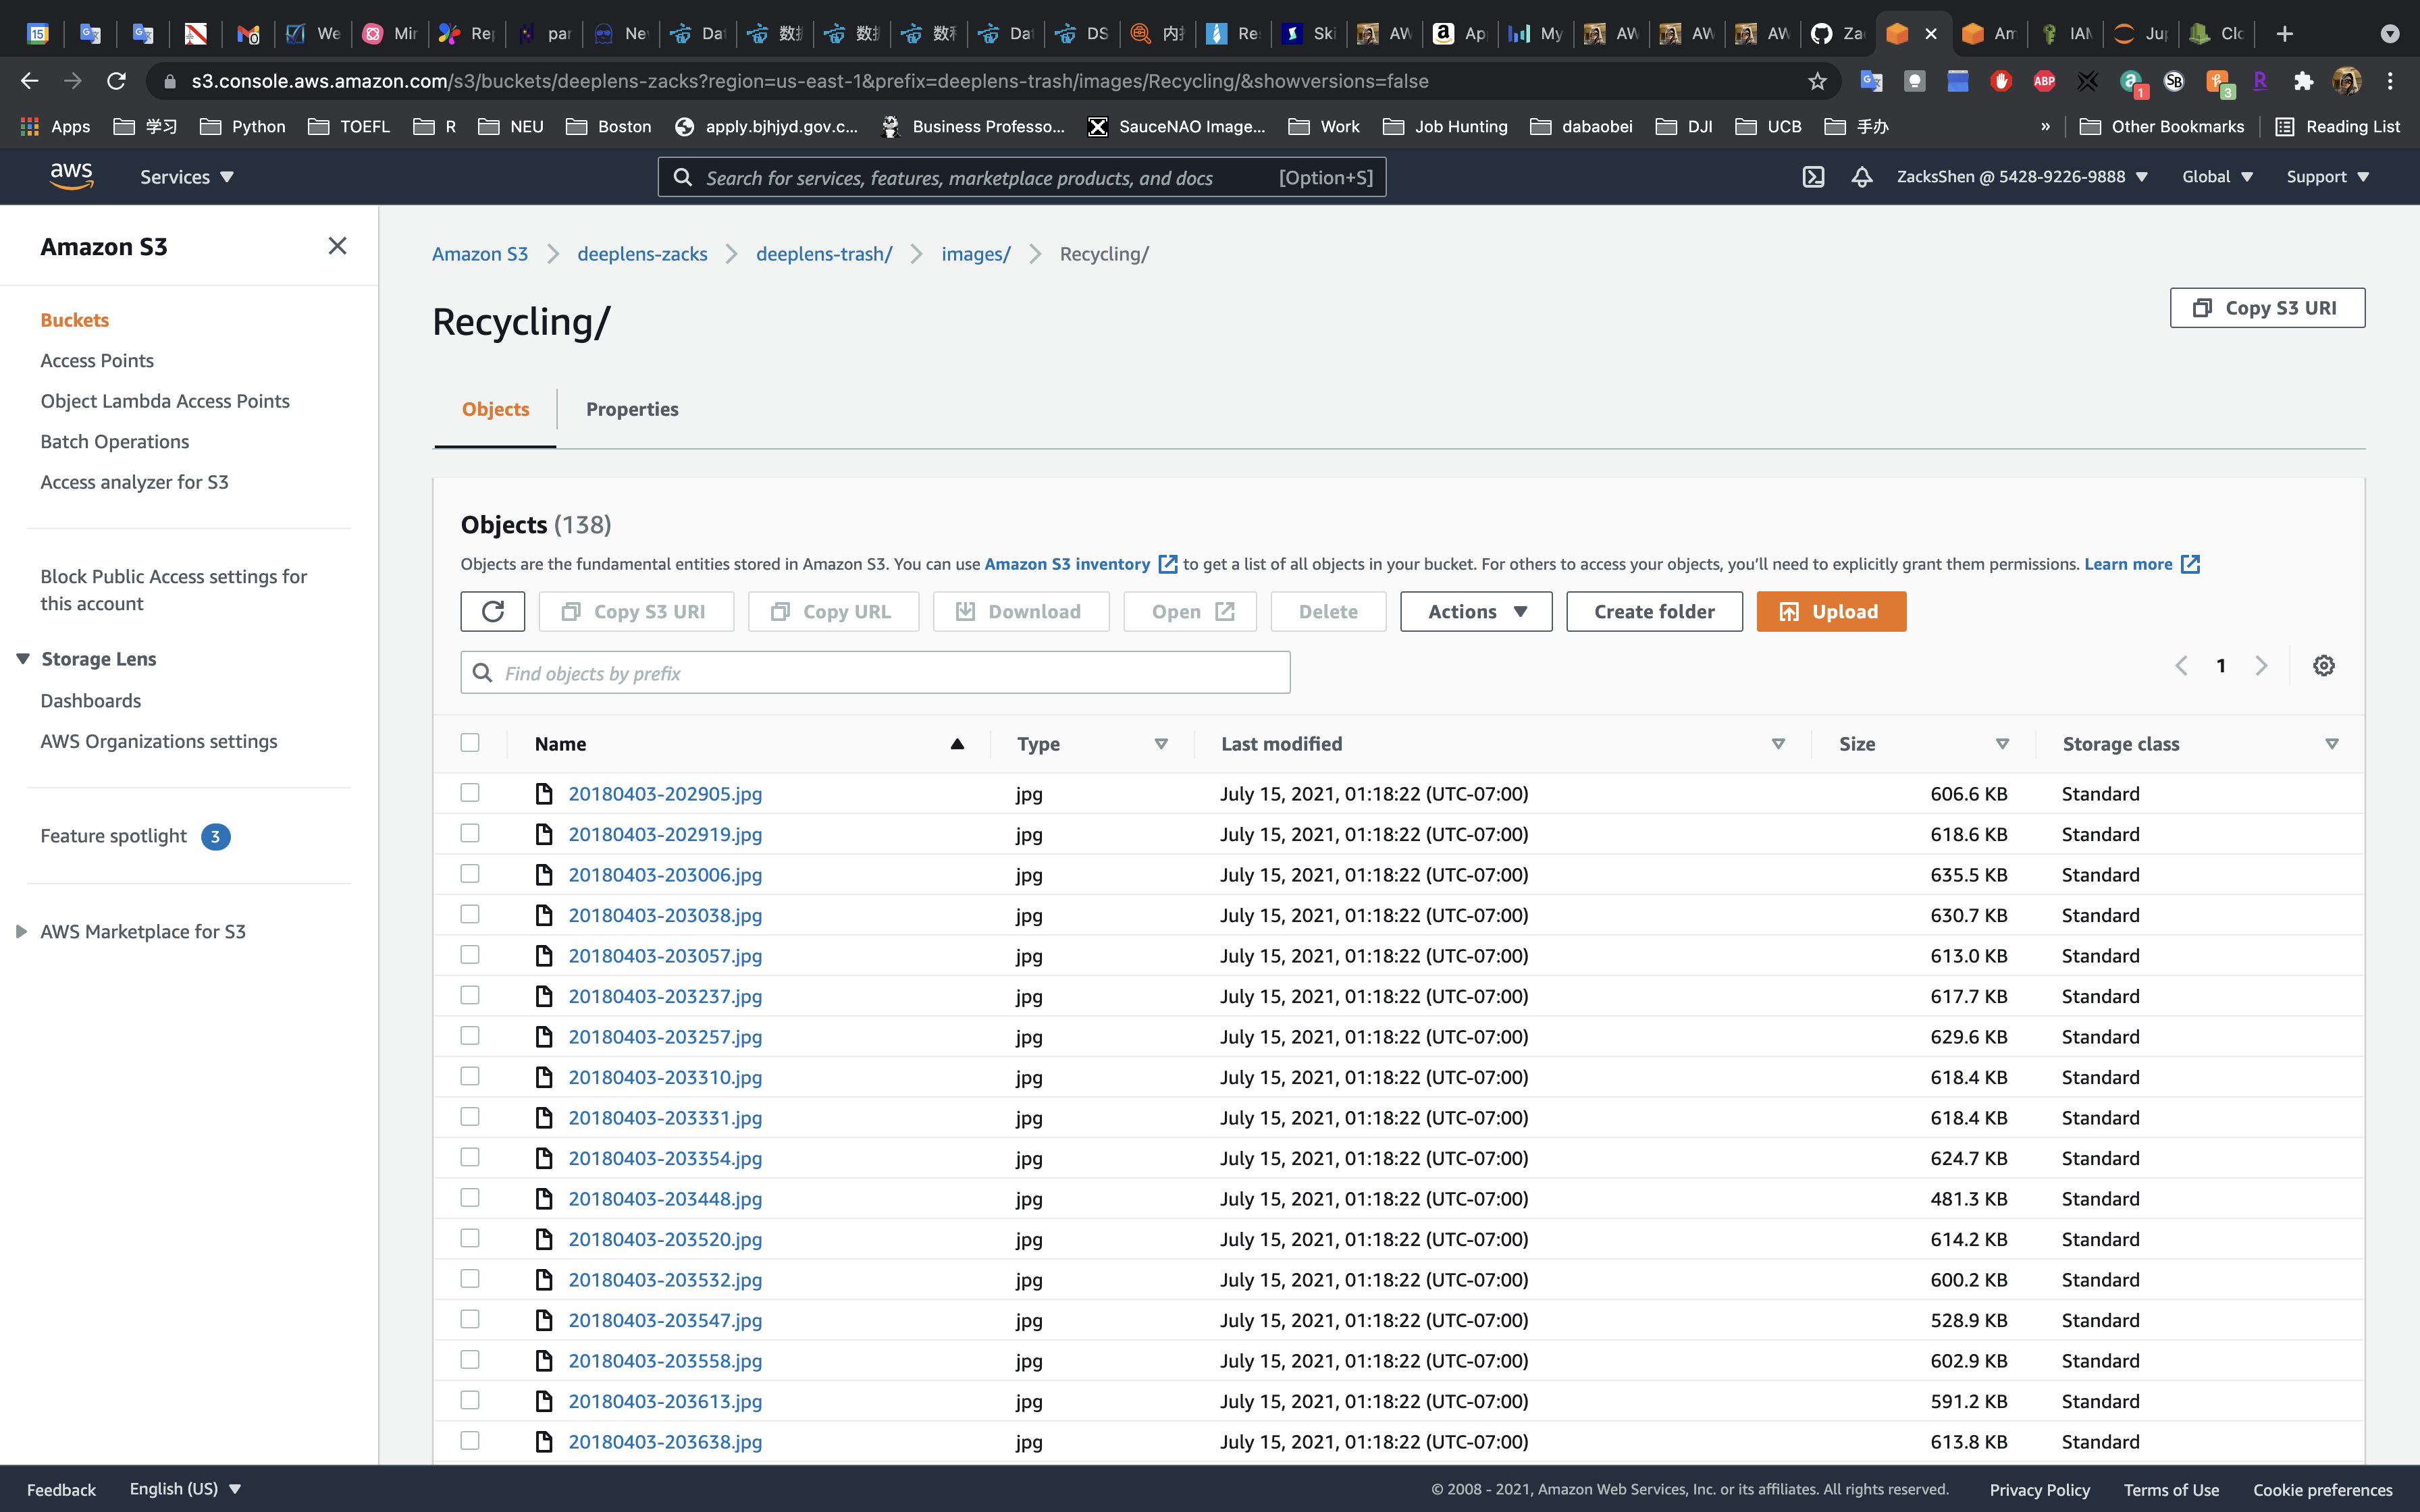 15 We Min Rep par Nev Dat 数据 数据 数和 Dat DS 内推 Re Ski AW Ap My AW AW AW Zac Am IAM Jup Clo
s3.console.aws.amazon.com/s3/buckets/deeplens-zacks?region=us-east-1&prefix=deeplens-trash/images/Recycling/&showversions=false
Apps 学习 Python TOEFL R NEU Boston apply.bjhjyd.gov.c... Business Professo... SauceNAO Image... Work Job Hunting dabaobei DJI UCB 手办 » Other Bookmarks Reading List
aws Services Search for services, features, marketplace products, and docs [Option+S] ZacksShen @ 5428-9226-9888 Global Support
Amazon S3
Buckets
Access Points
Object Lambda Access Points
Batch Operations
Access analyzer for S3
Block Public Access settings for
this account
Storage Lens
Dashboards
AWS Organizations settings
Feature spotlight 3
AWS Marketplace for S3
Amazon S3 deeplens-zacks deeplens-trash/ images/ Recycling/
Recycling/
Copy S3 URI
Objects Properties
Objects (138)
Objects are the fundamental entities stored in Amazon S3. You can use Amazon S3 inventory to get a list of all objects in your bucket. For others to access your objects, you'll need to explicitly grant them permissions. Learn more
Copy S3 URI Copy URL Download Open Delete Actions Create folder Upload
Find objects by prefix
1
Name Type Last modified Size Storage class
20180403-202905.jpg jpg July 15, 2021, 01:18:22 (UTC-07:00) 606.6 KB Standard
20180403-202919.jpg jpg July 15, 2021, 01:18:22 (UTC-07:00) 618.6 KB Standard
20180403-203006.jpg jpg July 15, 2021, 01:18:22 (UTC-07:00) 635.5 KB Standard
20180403-203038.jpg jpg July 15, 2021, 01:18:22 (UTC-07:00) 630.7 KB Standard
20180403-203057.jpg jpg July 15, 2021, 01:18:22 (UTC-07:00) 613.0 KB Standard
20180403-203237.jpg jpg July 15, 2021, 01:18:22 (UTC-07:00) 617.7 KB Standard
20180403-203257.jpg jpg July 15, 2021, 01:18:22 (UTC-07:00) 629.6 KB Standard
20180403-203310.jpg jpg July 15, 2021, 01:18:22 (UTC-07:00) 618.4 KB Standard
20180403-203331.jpg jpg July 15, 2021, 01:18:22 (UTC-07:00) 618.4 KB Standard
20180403-203354.jpg jpg July 15, 2021, 01:18:22 (UTC-07:00) 624.7 KB Standard
20180403-203448.jpg jpg July 15, 2021, 01:18:22 (UTC-07:00) 481.3 KB Standard
20180403-203520.jpg jpg July 15, 2021, 01:18:22 (UTC-07:00) 614.2 KB Standard
20180403-203532.jpg jpg July 15, 2021, 01:18:22 (UTC-07:00) 600.2 KB Standard
20180403-203547.jpg jpg July 15, 2021, 01:18:22 (UTC-07:00) 528.9 KB Standard
20180403-203558.jpg jpg July 15, 2021, 01:18:22 (UTC-07:00) 602.9 KB Standard
20180403-203613.jpg jpg July 15, 2021, 01:18:22 (UTC-07:00) 591.2 KB Standard
20180403-203638.jpg jpg July 15, 2021, 01:18:22 (UTC-07:00) 613.8 KB Standard
Feedback English (US) © 2008 - 2021, Amazon Web Services, Inc. or its affiliates. All rights reserved. Privacy Policy Terms of Use Cookie preferences